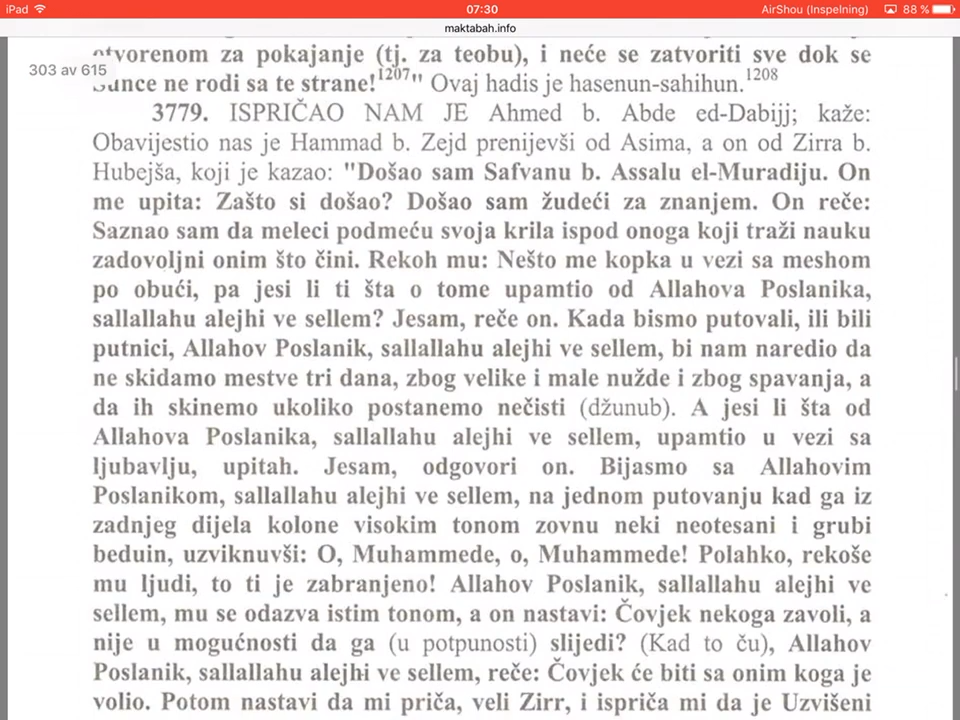 iPad 07:30 AirShou (Inspelning) 88 %
maktabah.info
otvorenom za pokajanje (tj. za teobu), i neće se zatvoriti sve dok se
303 av 615
Sunce ne rodi sa te strane!1207" Ovaj hadis je hasenun-sahihun.1208
3779. ISPRIČAO NAM JE Ahmed b. Abde ed-Dabijj; kaže:
Obavijestio nas je Hammad b. Zejd prenijevši od Asima, a on od Zirra b.
Hubejša, koji je kazao: "Došao sam Safvanu b. Assalu el-Muradiju. On
me upita: Zašto si došao? Došao sam žudeći za znanjem. On reče:
Saznao sam da meleci podmeću svoja krila ispod onoga koji traži nauku
zadovoljni onim što čini. Rekoh mu: Nešto me kopka u vezi sa meshom
po obući, pa jesi li ti šta o tome upamtio od Allahova Poslanika,
sallallahu alejhi ve sellem? Jesam, reče on. Kada bismo putovali, ili bili
putnici, Allahov Poslanik, sallallahu alejhi ve sellem, bi nam naredio da
ne skidamo mestve tri dana, zbog velike i male nužde i zbog spavanja, a
da ih skinemo ukoliko postanemo nečisti (džunub). A jesi li šta od
Allahova Poslanika, sallallahu alejhi ve sellem, upamtio u vezi sa
ljubavlju, upitah. Jesam, odgovori on. Bijasmo sa Allahovim
Poslanikom, sallallahu alejhi ve sellem, na jednom putovanju kad ga iz
zadnjeg dijela kolone visokim tonom zovnu neki neotesani i grubi
beduin, uzviknuvši: O, Muhammede, o, Muhammede! Polahko, rekoše
mu ljudi, to ti je zabranjeno! Allahov Poslanik, sallallahu alejhi ve
sellem, mu se odazva istim tonom, a on nastavi: Čovjek nekoga zavoli, a
nije u mogućnosti da ga (u potpunosti) slijedi? (Kad to ču), Allahov
Poslanik, sallallahu alejhi ve sellem, reče: Čovjek će biti sa onim koga je
volio. Potom nastavi da mi priča, veli Zirr, i ispriča mi da je Uzvišeni